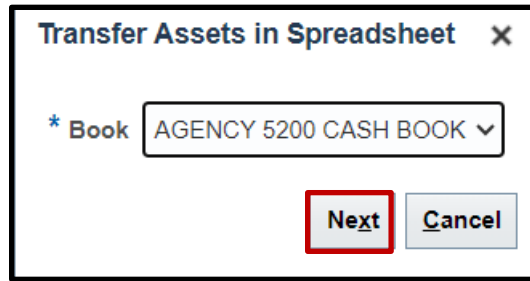 Transfer Assets in Spreadsheet ×
* Book AGENCY 5200 CASH BOOK
Next Cancel